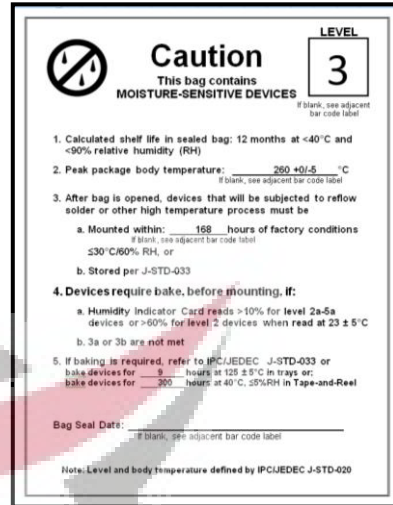 LEVEL
3
Caution
This bag contains
MOISTURE-SENSITIVE DEVICES
If blank, see adjacent
bar code label
1. Calculated shelf life in sealed bag: 12 months at <40°C and
<90% relative humidity (RH)
2. Peak package body temperature: 260 +0/-5 °C
If blank, see adjacent bar code label
3. After bag is opened, devices that will be subjected to reflow
solder or other high temperature process must be
a. Mounted within: 168 hours of factory conditions
If blank, see adjacent bar code label
≤30°C/60% RH, or
b. Stored per J-STD-033
4. Devices require bake, before mounting, if:
a. Humidity Indicator Card reads >10% for level 2a-5a
devices or >60% for level 2 devices when read at 23 ± 5°C
b. 3a or 3b are not met
5. If baking is required, refer to IPC/JEDEC J-STD-033 or
bake devices for 9 hours at 125 ± 5°C in trays or;
bake devices for 300 hours at 40°C, ≤5%RH in Tape-and-Reel
Bag Seal Date:
If blank, see adjacent bar code label
Note: Level and body temperature defined by IPC/JEDEC J-STD-020